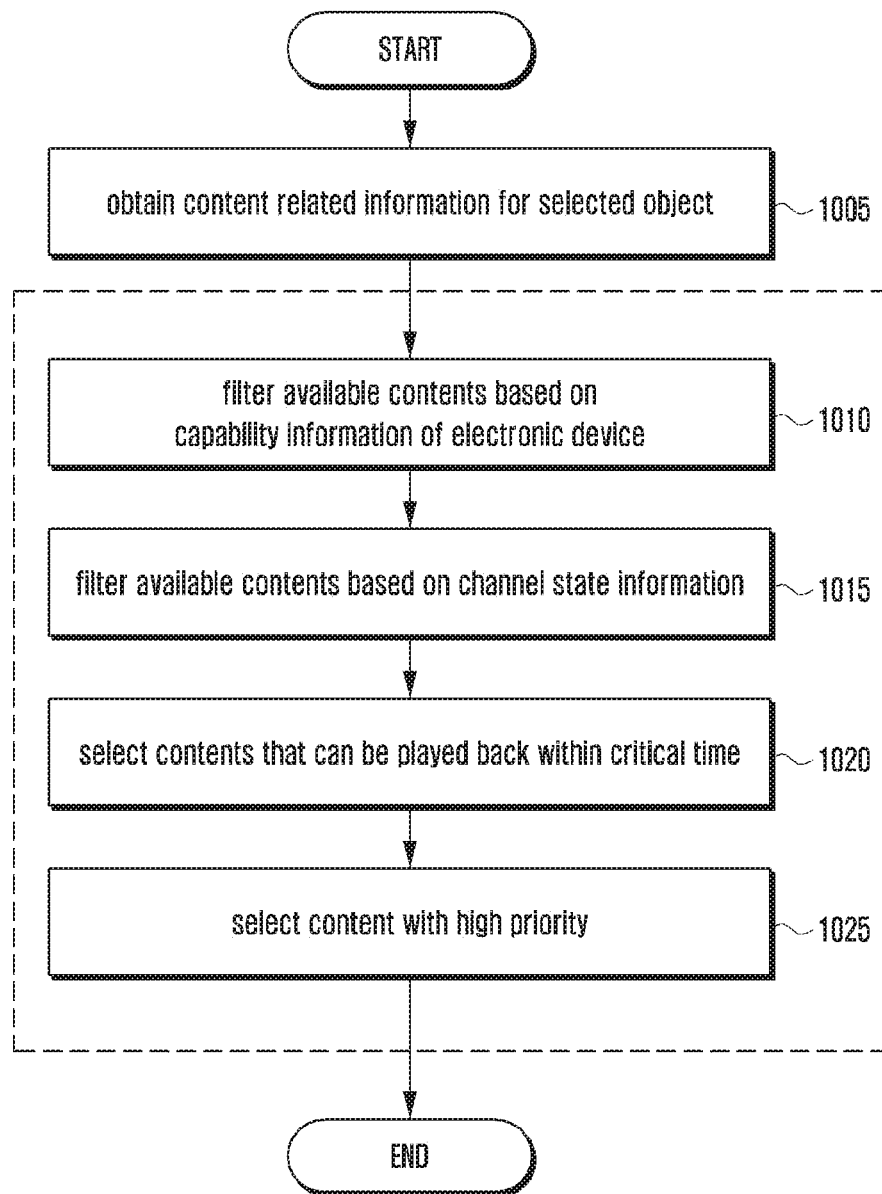 START
obtain content related information for selected object
1005
filter available contents based on
capability information of electronic device
1010
filter available contents based on channel state information
1015
select contents that can be played back within critical time
1020
select content with high priority
1025
END